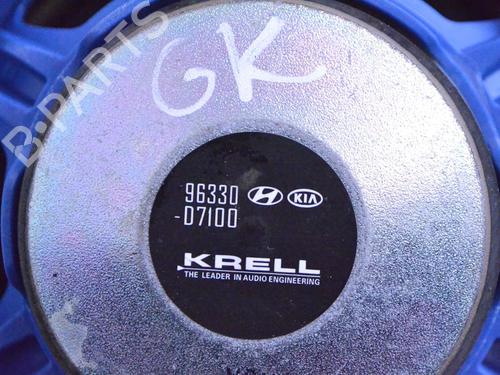 GK
B-PARTS
96330
-D7100
KIA
KRELL
THE LEADER IN AUDIO ENGINEERING